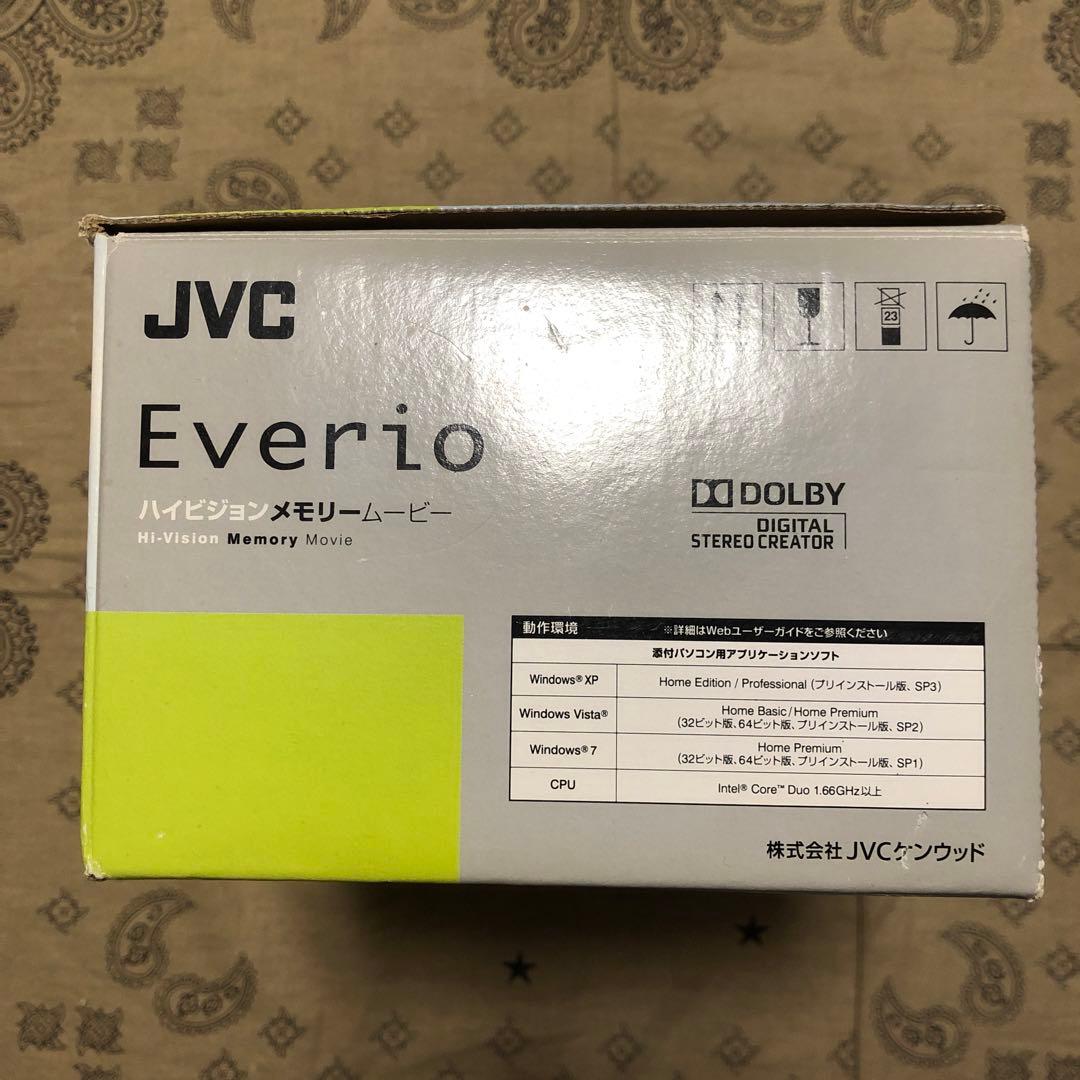 JVC
23
Everio
ハイビジョンメモリームービー
Hi-Vision Memory Movie
DOLBY
DIGITAL
STEREO CREATOR
動作環境 ※詳細はWebユーザーガイドをご参照ください
添付パソコン用アプリケーションソフト
Windows® XP Home Edition / Professional (プリインストール版、SP3)
Windows Vista® Home Basic / Home Premium
(32ビット版、64ビット版、プリインストール版、SP2)
Windows® 7 Home Premium
(32ビット版、64ビット版、プリインストール版、SP1)
CPU Intel® Core™ Duo 1.66GHz以上
株式会社 JVCケンウッド